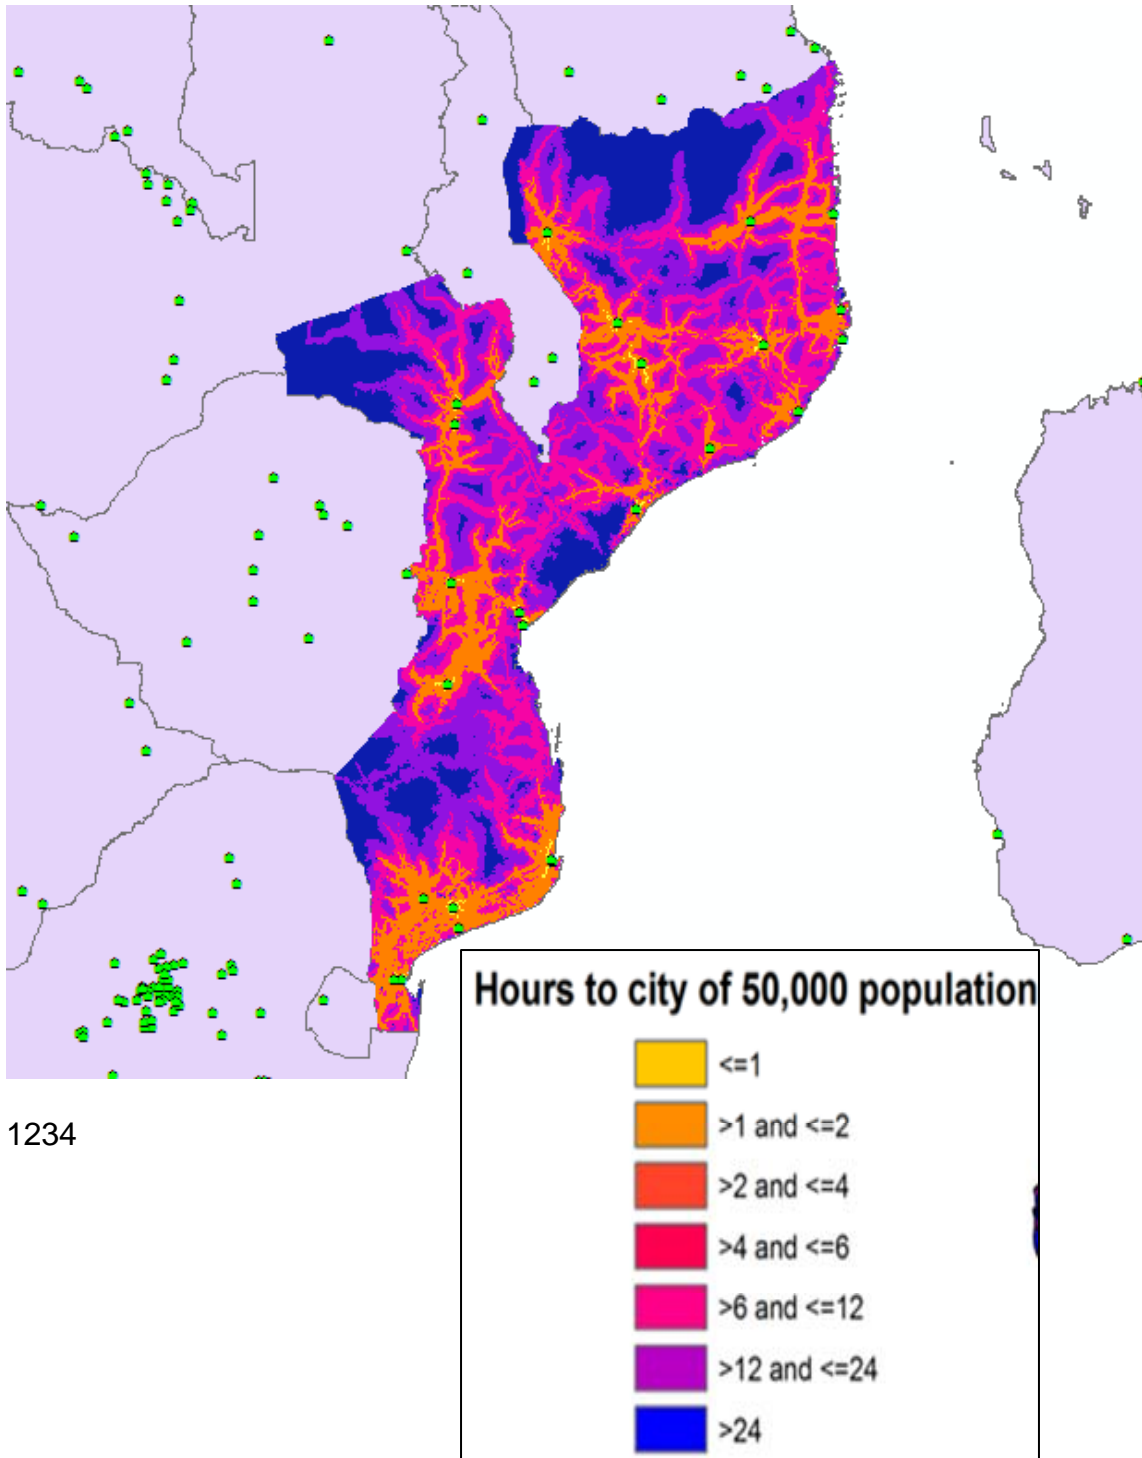 1234
Hours to city of 50,000 population
<=1
>1 and <=2
>2 and <=4
>4 and <=6
>6 and <=12
>12 and <=24
>24